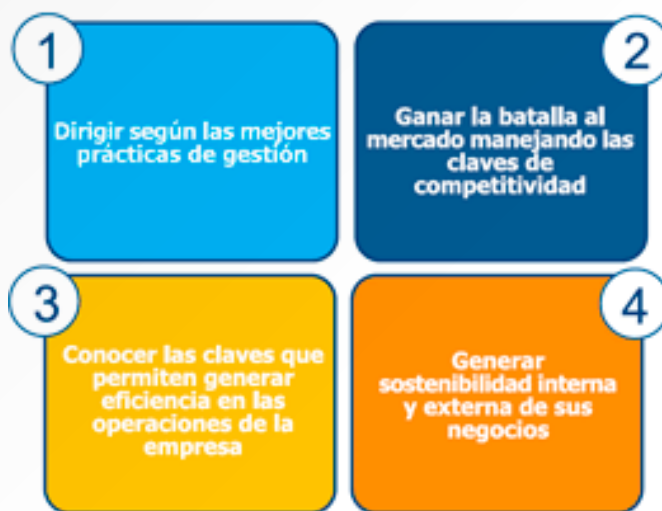 1
Dirigir según las mejores
prácticas de gestión
2
Ganar la batalla al
mercado manejando las
claves de
competitividad
3
Conocer las claves que
permiten generar
eficiencia en las
operaciones de la
empresa
4
Generar
sostenibilidad interna
y externa de sus
negocios